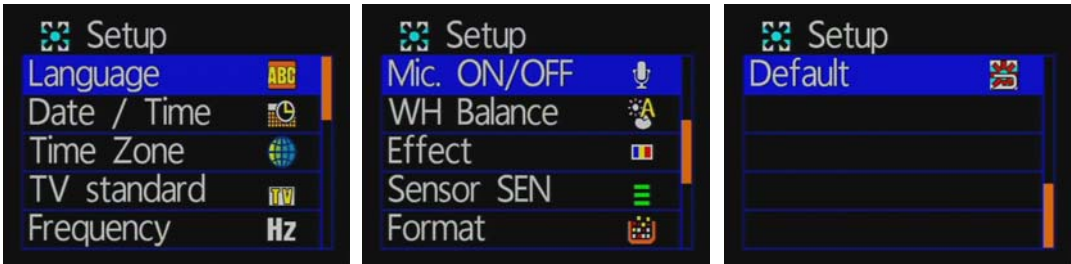 Setup
Language ABC
Date / Time
Time Zone
TV standard TV
Frequency Hz
Setup
Mic. ON/OFF
WH Balance A
Effect
Sensor SEN
Format
Setup
Default